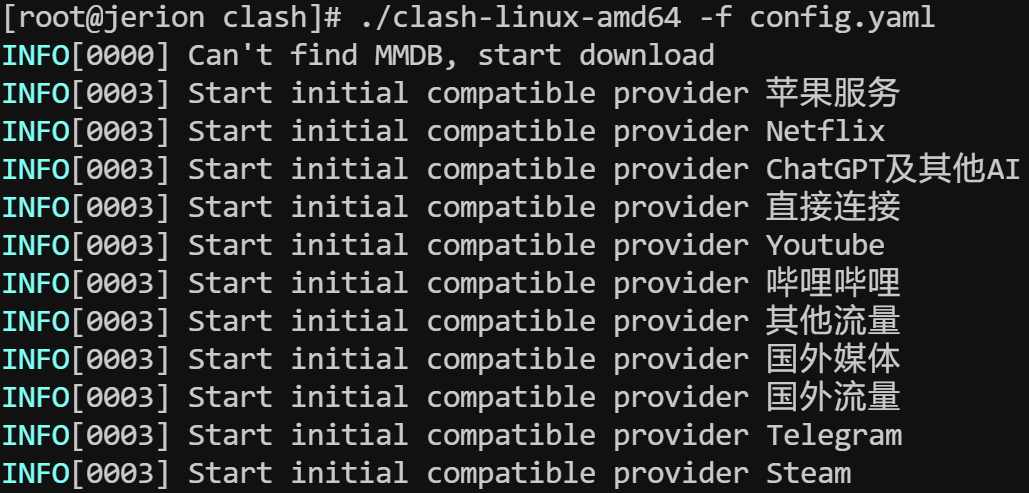 [root@jerion clash]# ./clash-linux-amd64 -f config.yaml
INFO[0000] Can't find MMDB, start download
INFO[0003] Start initial compatible provider 苹果服务
INFO[0003] Start initial compatible provider Netflix
INFO[0003] Start initial compatible provider ChatGPT及其他AI
INFO[0003] Start initial compatible provider 直接连接
INFO[0003] Start initial compatible provider Youtube
INFO[0003] Start initial compatible provider 哔哩哔哩
INFO[0003] Start initial compatible provider 其他流量
INFO[0003] Start initial compatible provider 国外媒体
INFO[0003] Start initial compatible provider 国外流量
INFO[0003] Start initial compatible provider Telegram
INFO[0003] Start initial compatible provider Steam